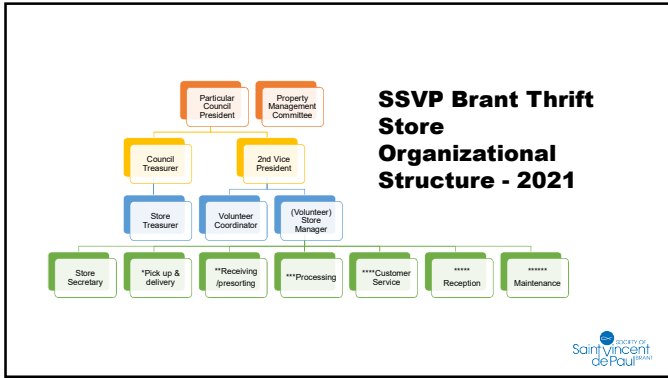 SSVP Brant Thrift
Store
Organizational
Structure - 2021
Particular
Council
President
Property
Management
Committee
Council
Treasurer
2nd Vice
President
Store
Treasurer
Volunteer
Coordinator
(Volunteer)
Store
Manager
Store
Secretary
*Pick up &
delivery
**Receiving
/presorting
***Processing
****Customer
Service
*****
Reception
******
Maintenance
SOCIETY OF
Saint Vincent
de Paul
BRANT